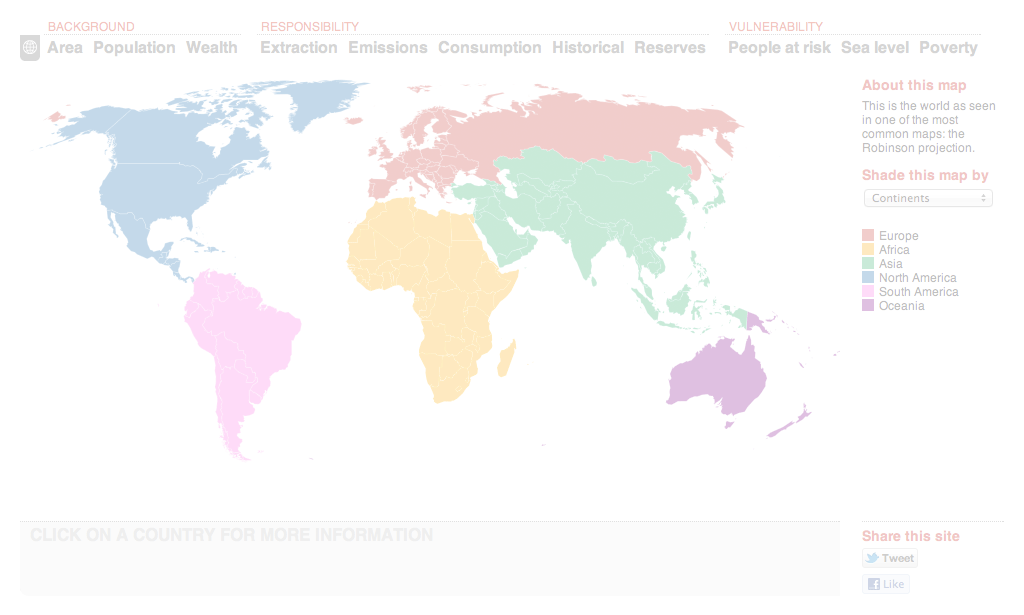 BACKGROUND RESPONSIBILITY VULNERABILITY
Area Population Wealth Extraction Emissions Consumption Historical Reserves People at risk Sea level Poverty
About this map
This is the world as seen
in one of the most
common maps: the
Robinson projection.
Shade this map by
Continents
Europe
Africa
Asia
North America
South America
Oceania
CLICK ON A COUNTRY FOR MORE INFORMATION
Share this site
Tweet
Like